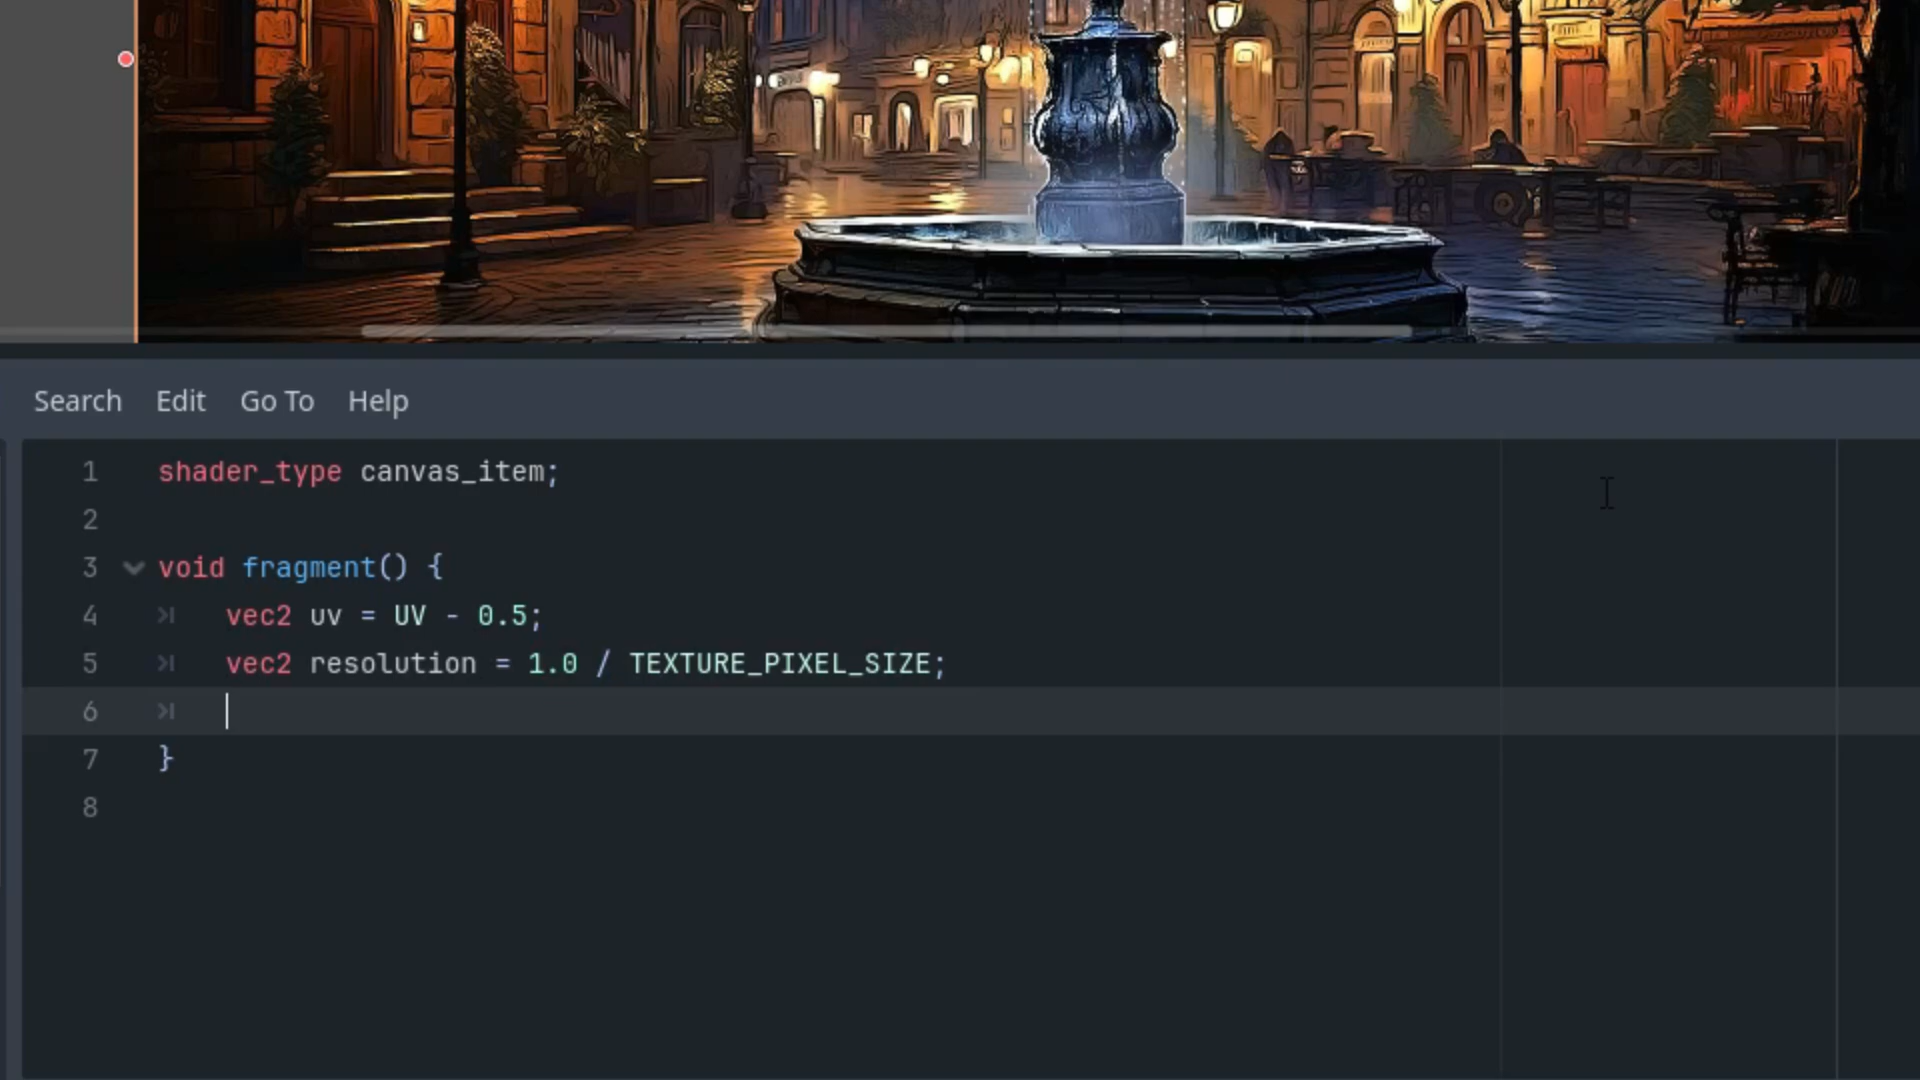 Search Edit Go To Help
1 shader_type canvas_item;
2
3 void fragment() {
4 vec2 uv = UV - 0.5;
5 vec2 resolution = 1.0 / TEXTURE_PIXEL_SIZE;
6
7 }
8